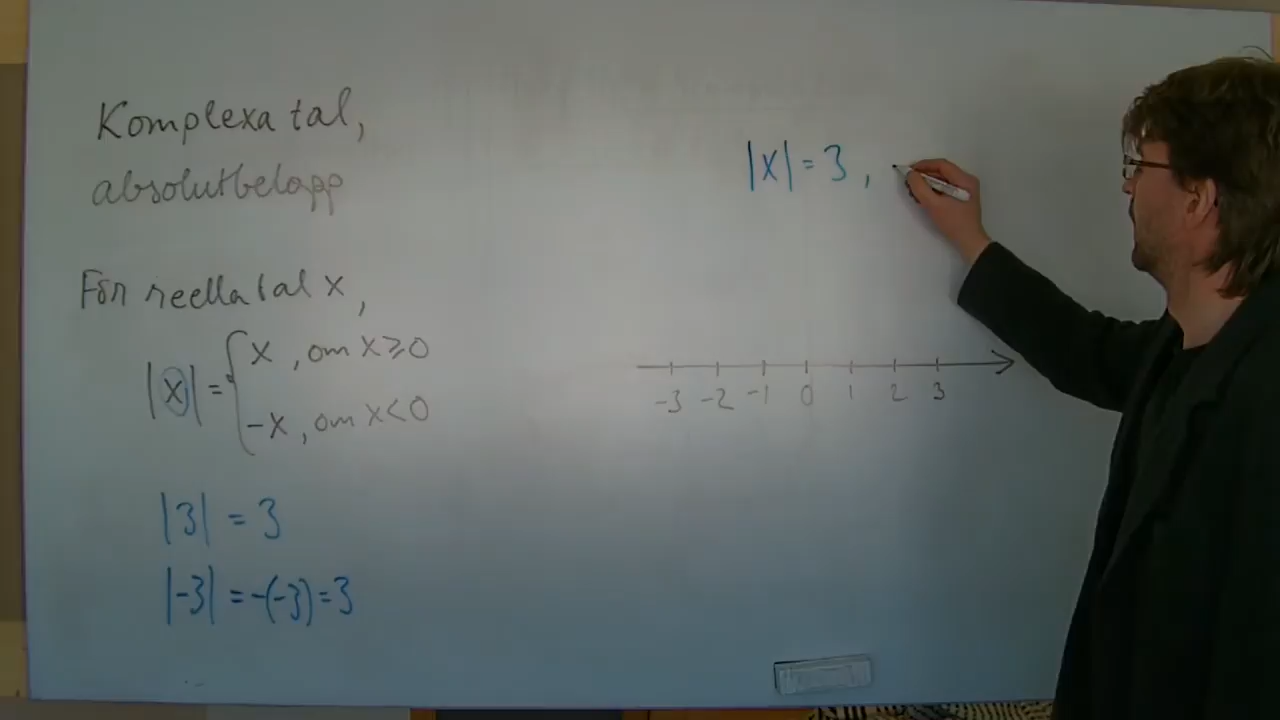 Komplexa tal,
absolutbelopp
För reella tal x,
|x| = { x , om x ≥ 0
-x , om x < 0
|3| = 3
|-3| = -(-3) = 3
|x| = 3 ,
-3 -2 -1 0 1 2 3